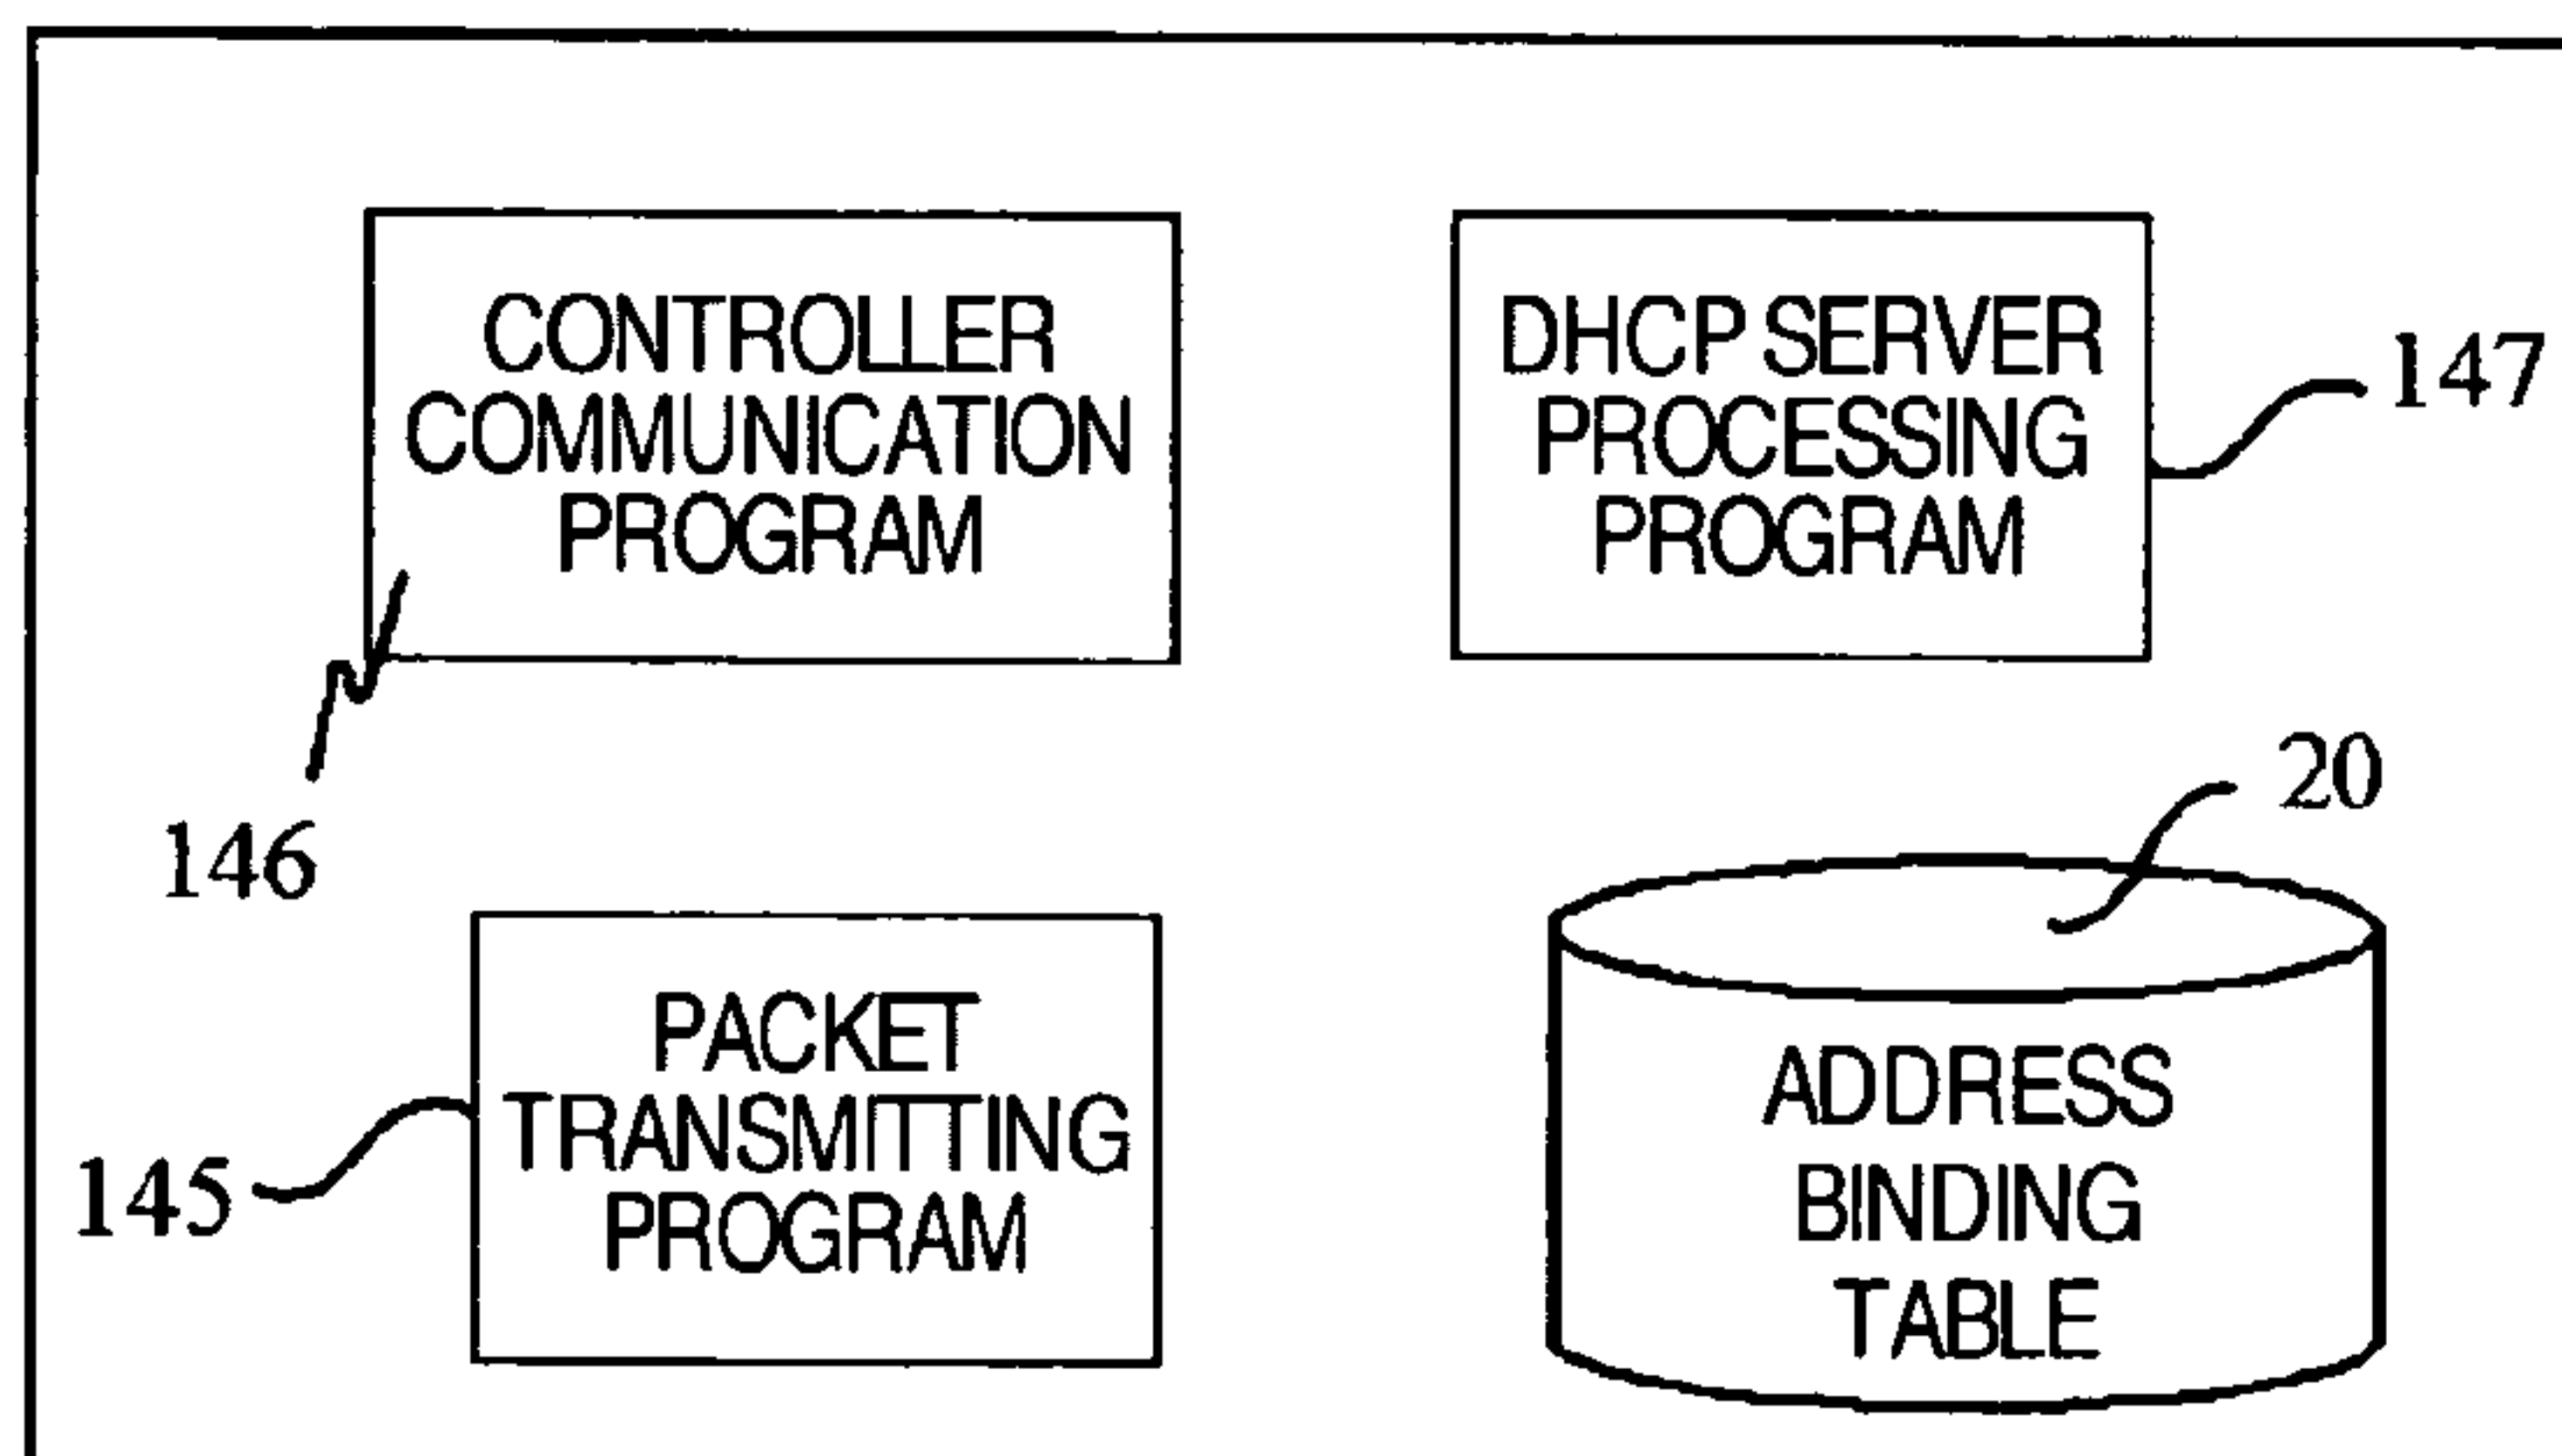 CONTROLLER
COMMUNICATION
PROGRAM
146
DHCP SERVER
PROCESSING
PROGRAM
147
PACKET
TRANSMITTING
PROGRAM
145
20
ADDRESS
BINDING
TABLE